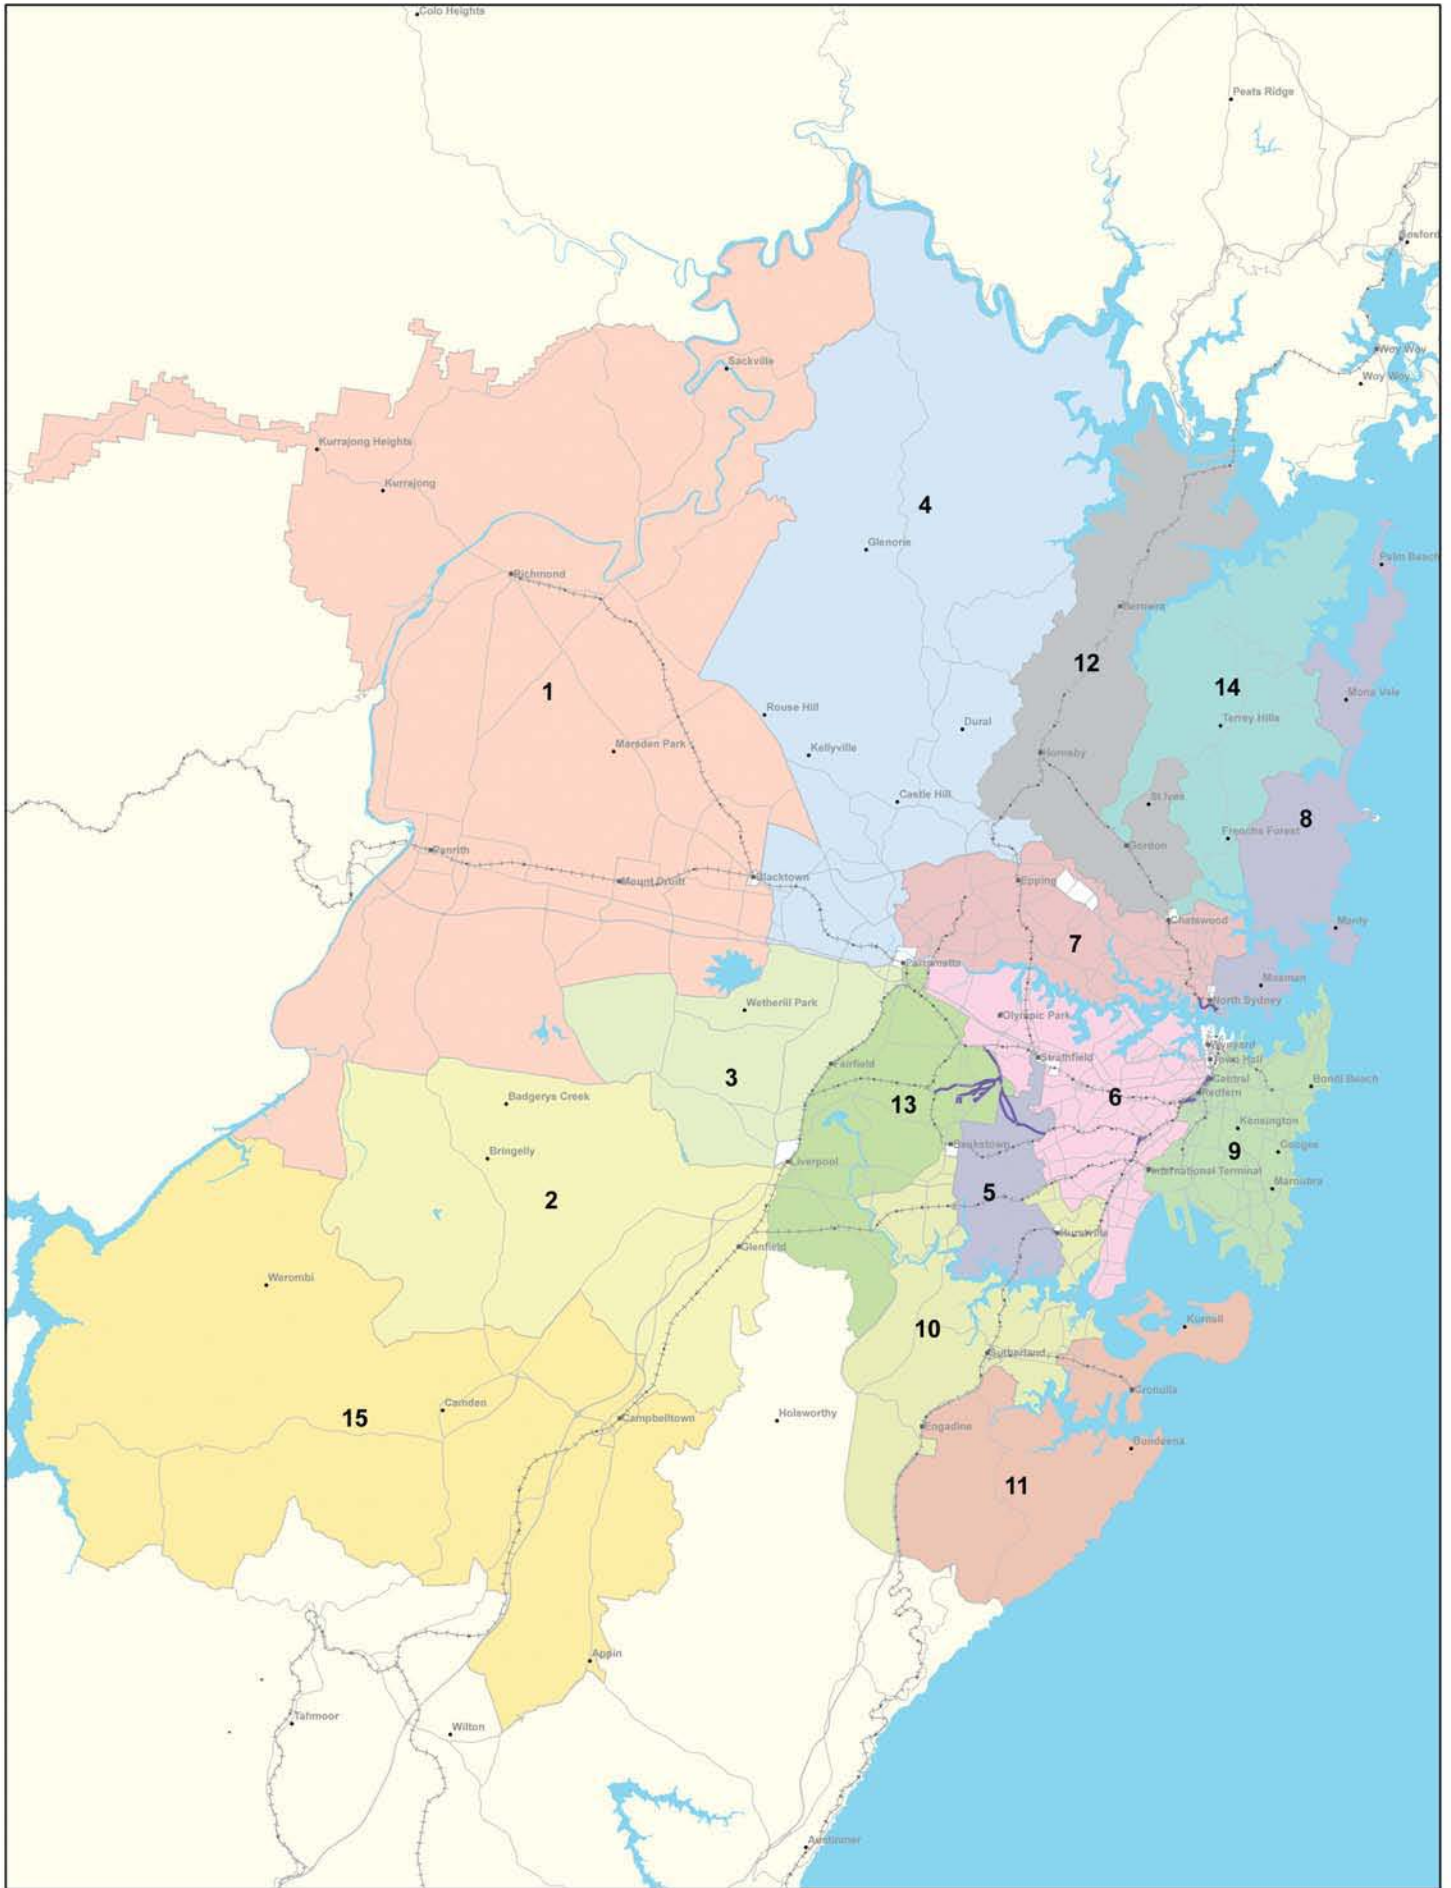 Colo Heights
Peats Ridge
Gosford
Woy Woy
Woy Woy
Sackville
Kurrajong Heights
Kurrajong
4
Glenorie
Palm Beach
Richmond
Berowra
12
14
1
Mona Vale
Rouse Hill
Terrey Hills
Dural
Marsden Park
Kellyville
Hornsby
Castle Hill
St Ives
8
Frenchs Forest
Gordon
Penrith
Mount Druitt
Blacktown
Epping
Chatswood
Manly
7
Parramatta
Mosman
Wetherill Park
North Sydney
Olympic Park
Wynyard
Strathfield
Town Hall
Fairfield
3
Central
Bondi Beach
Badgerys Creek
13
6
Redfern
Kensington
Bankstown
Coogee
Bringelly
9
Liverpool
International Terminal
Maroubra
2
5
Hurstville
Glenfield
Werombi
10
Kurnell
Sutherland
Cronulla
Camden
15
Campbelltown
Holsworthy
Engadine
Bundeena
11
Appin
Tahmoor
Wilton
Austinmer